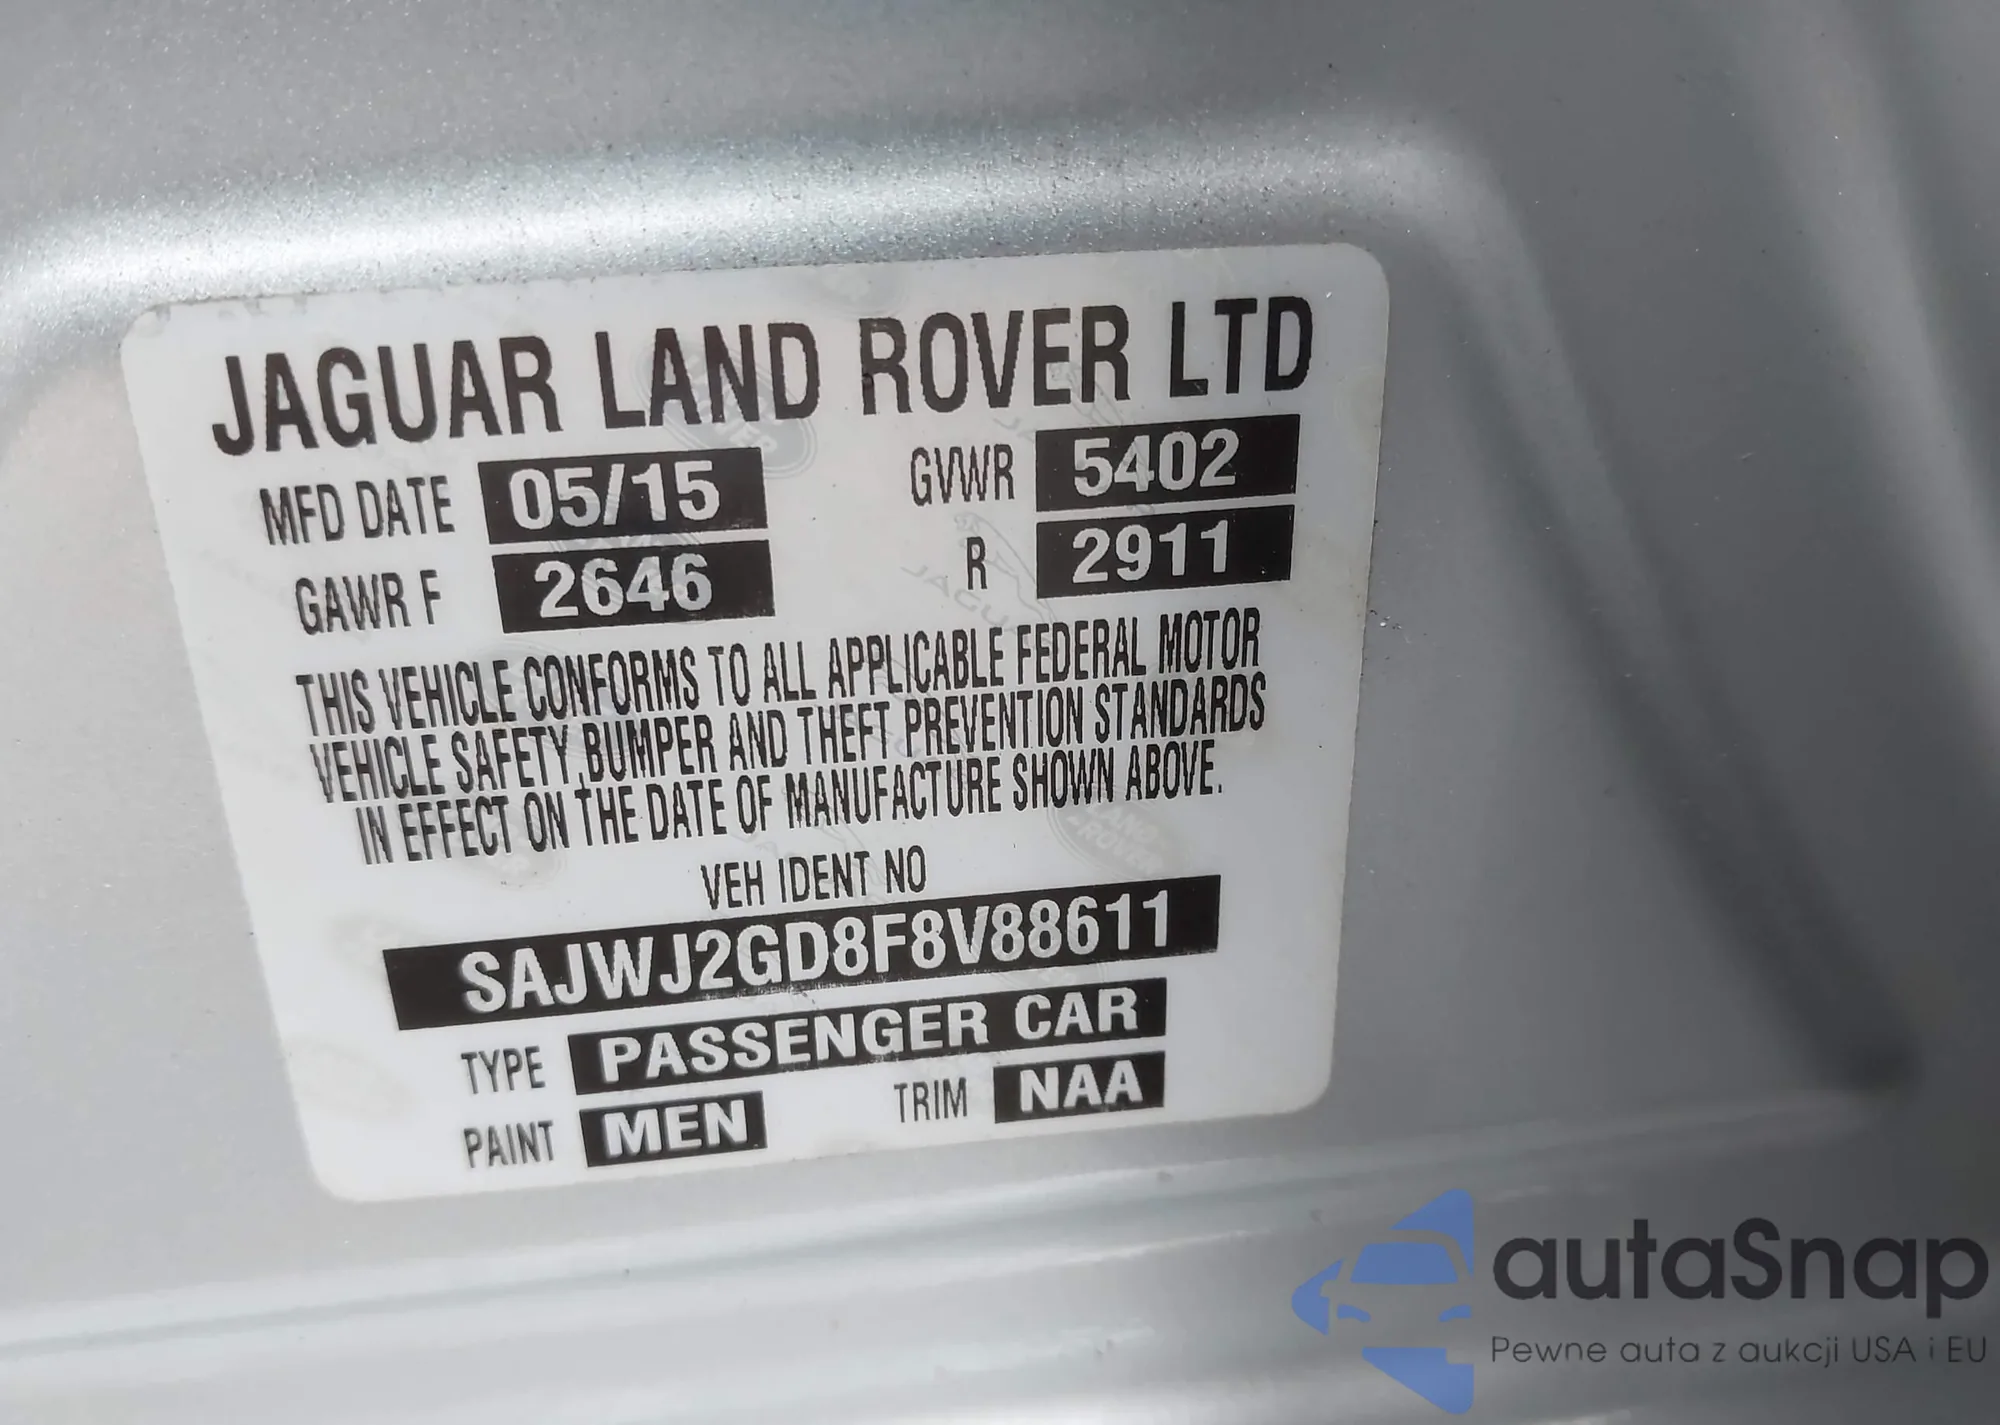 JAGUAR LAND ROVER LTD
MFD DATE 05/15 GVWR 5402
GAWR F 2646 R 2911
THIS VEHICLE CONFORMS TO ALL APPLICABLE FEDERAL MOTOR
VEHICLE SAFETY,BUMPER AND THEFT PREVENTION STANDARDS
IN EFFECT ON THE DATE OF MANUFACTURE SHOWN ABOVE.
VEH IDENT NO
SAJWJ2GD8F8V88611
TYPE PASSENGER CAR
PAINT MEN TRIM NAA
autaSnap
Pewne auta z aukcji USA i EU